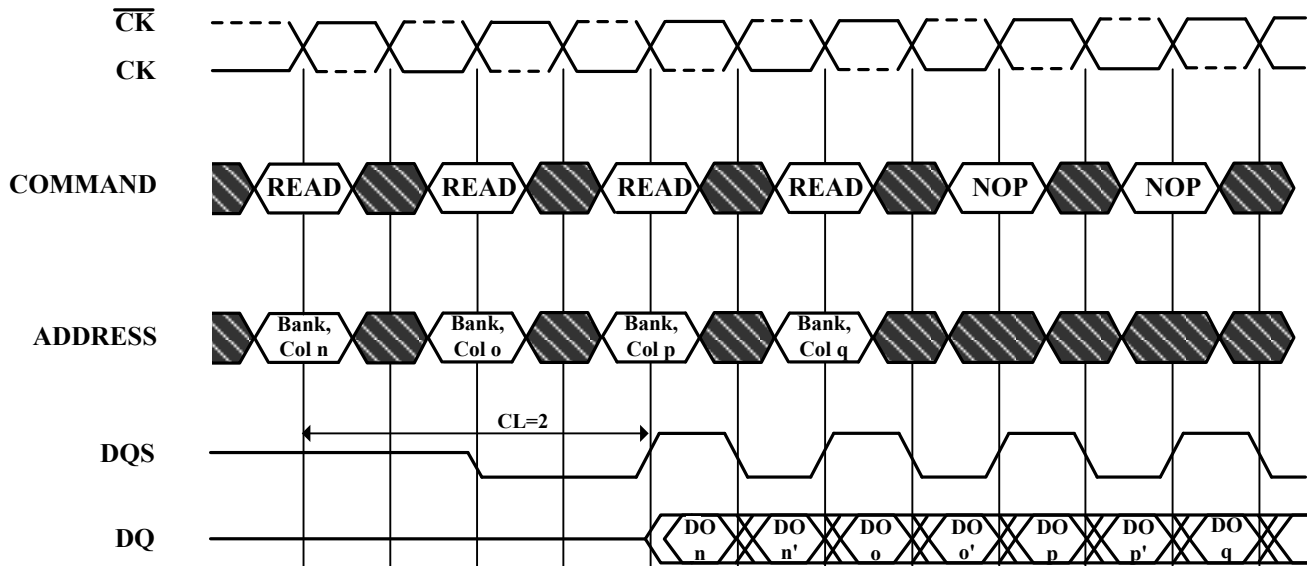 CK
CK
COMMAND
READ
READ
READ
READ
NOP
NOP
ADDRESS
Bank,
Col n
Bank,
Col o
Bank,
Col p
Bank,
Col q
CL=2
DQS
DQ
DO
n
DO
n'
DO
o
DO
o'
DO
p
DO
p'
DO
q